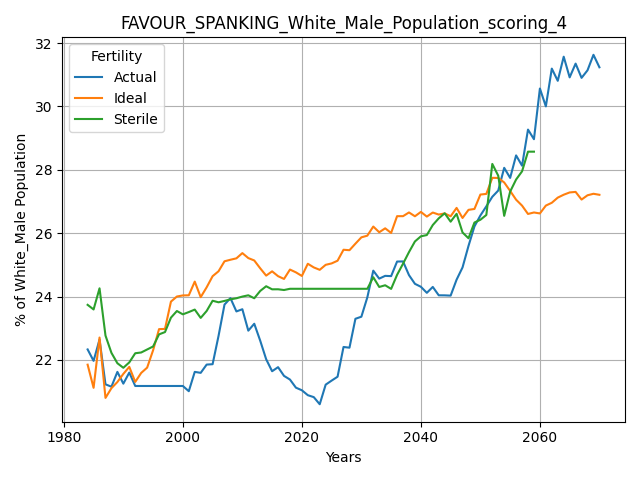 FAVOUR_SPANKING_White_Male_Population_scoring_4
32
30
28
26
24
22
% of White_Male Population
Fertility
Actual
Ideal
Sterile
1980
2000
2020
2040
2060
Years